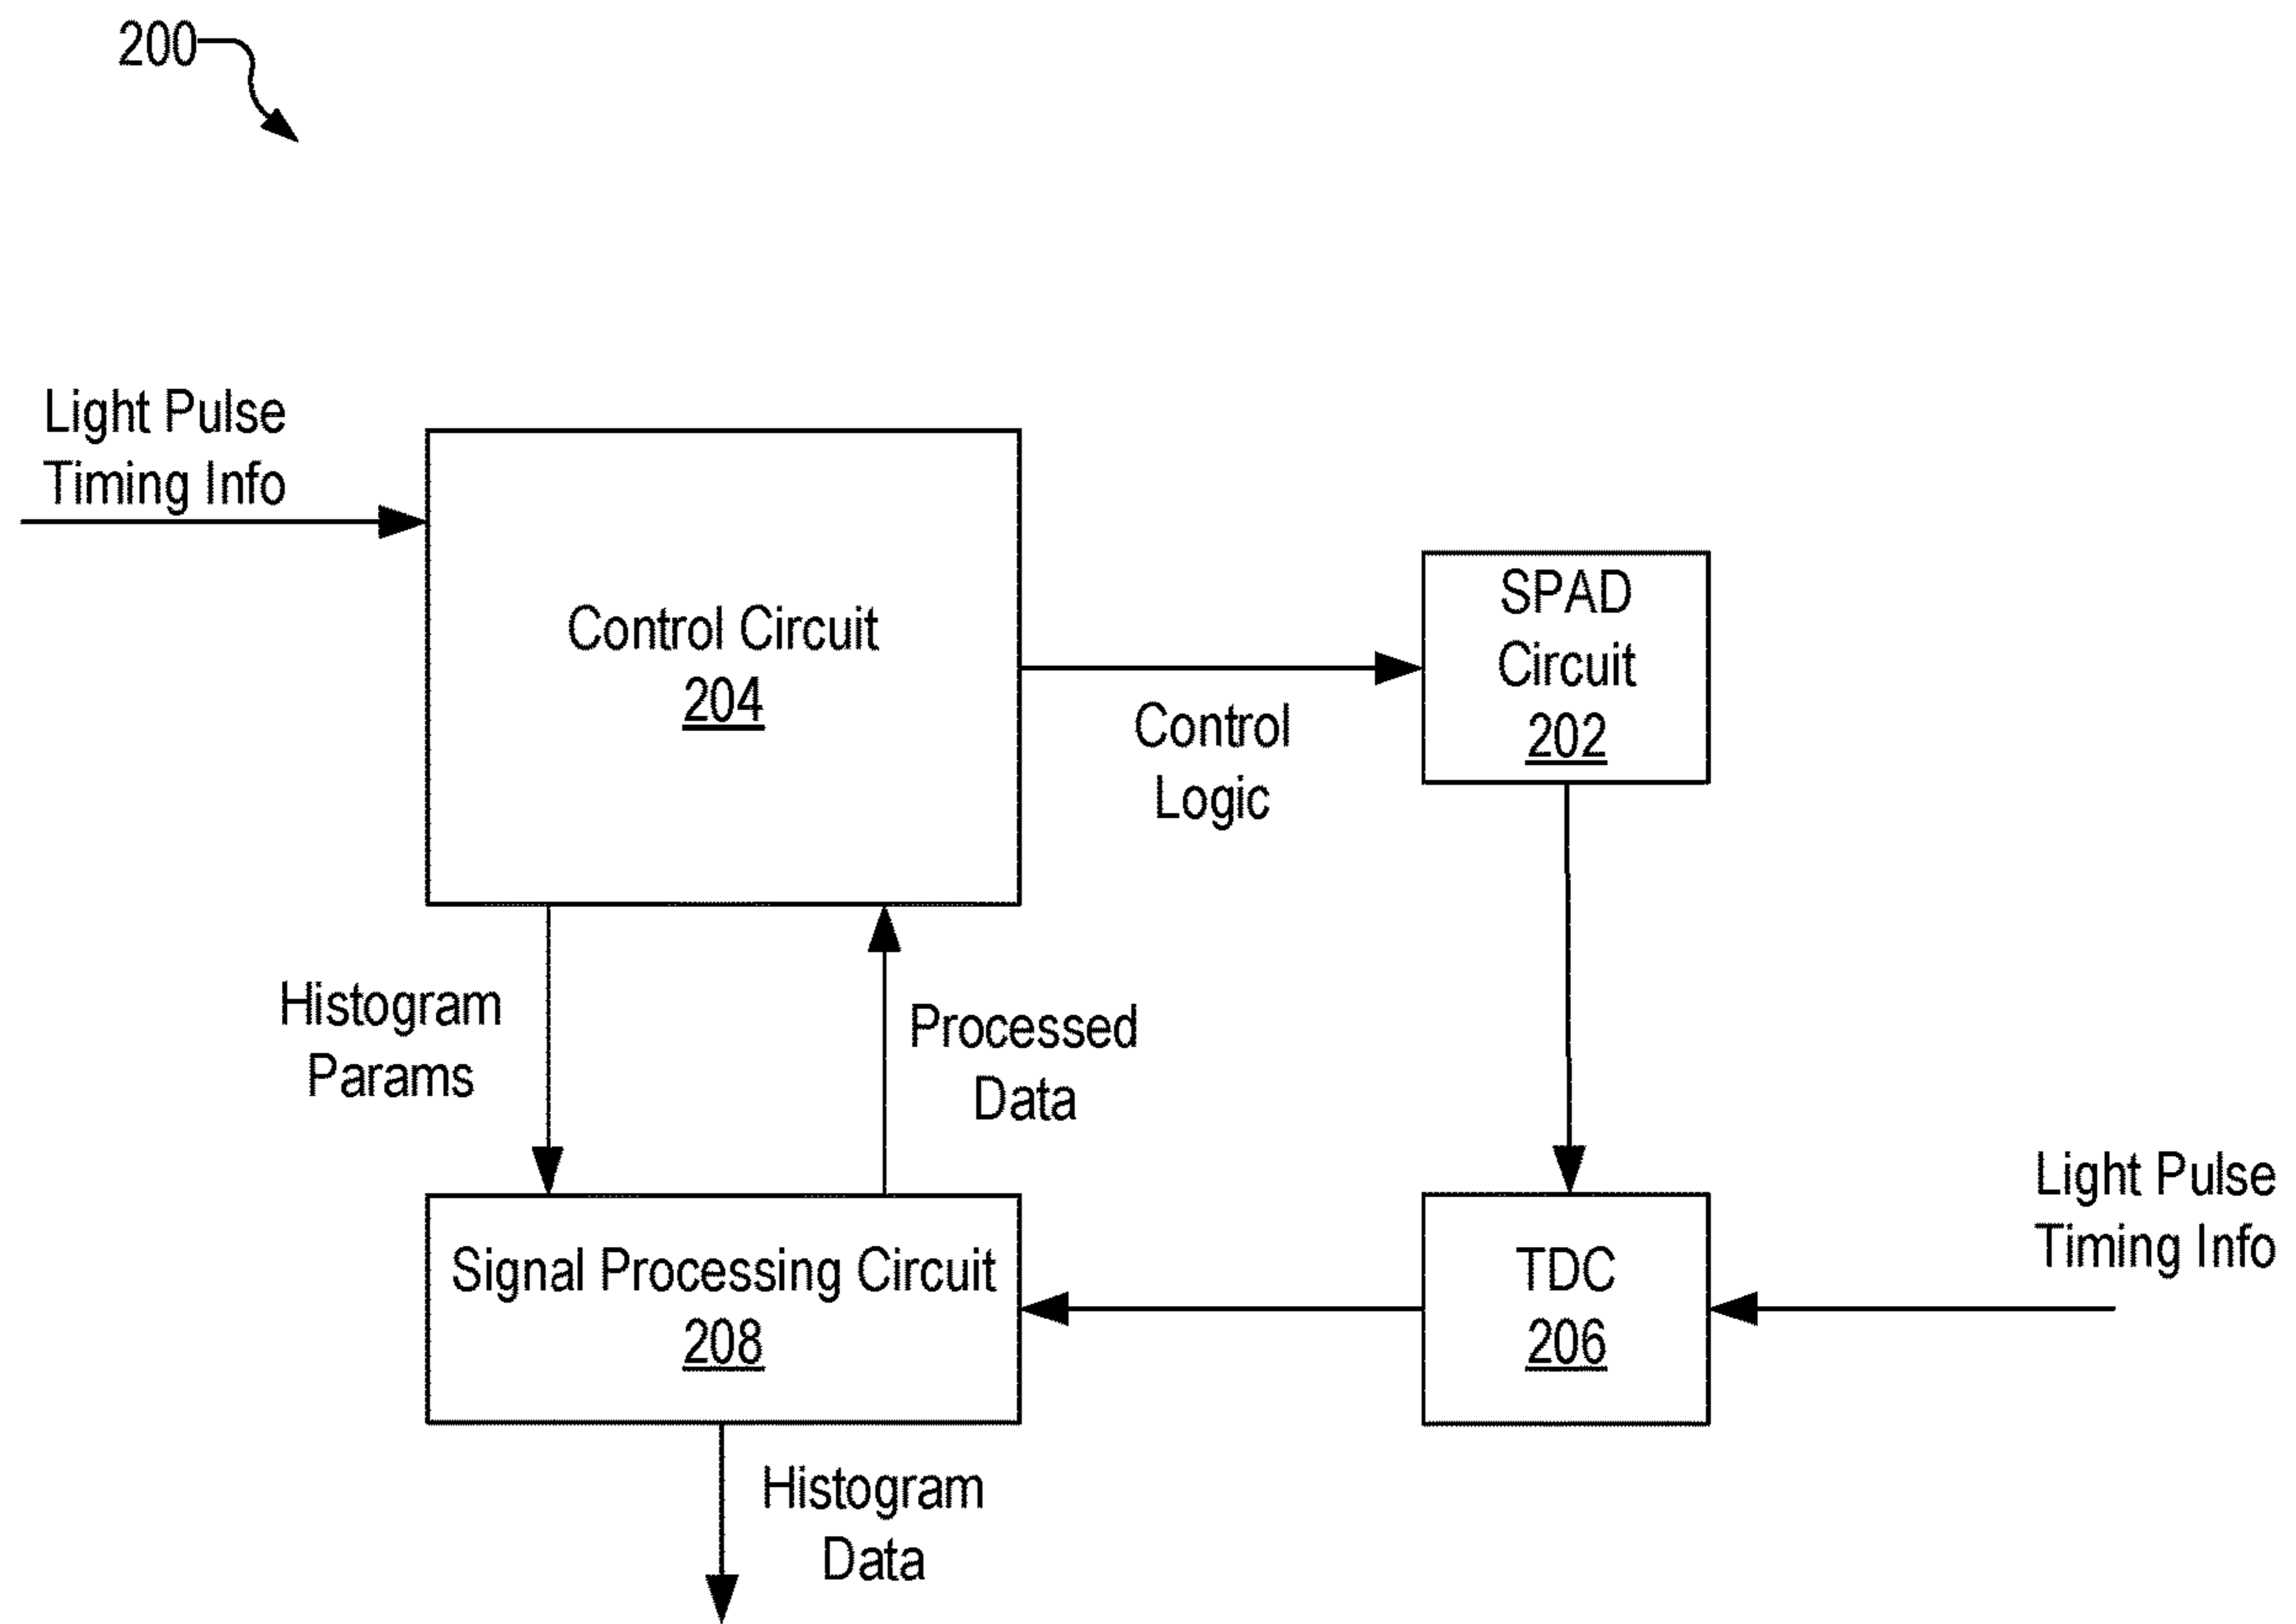 200
Light Pulse
Timing Info
Control Circuit
204
SPAD
Circuit
202
Control
Logic
Histogram
Params
Processed
Data
Light Pulse
Timing Info
Signal Processing Circuit
208
TDC
206
Histogram
Data